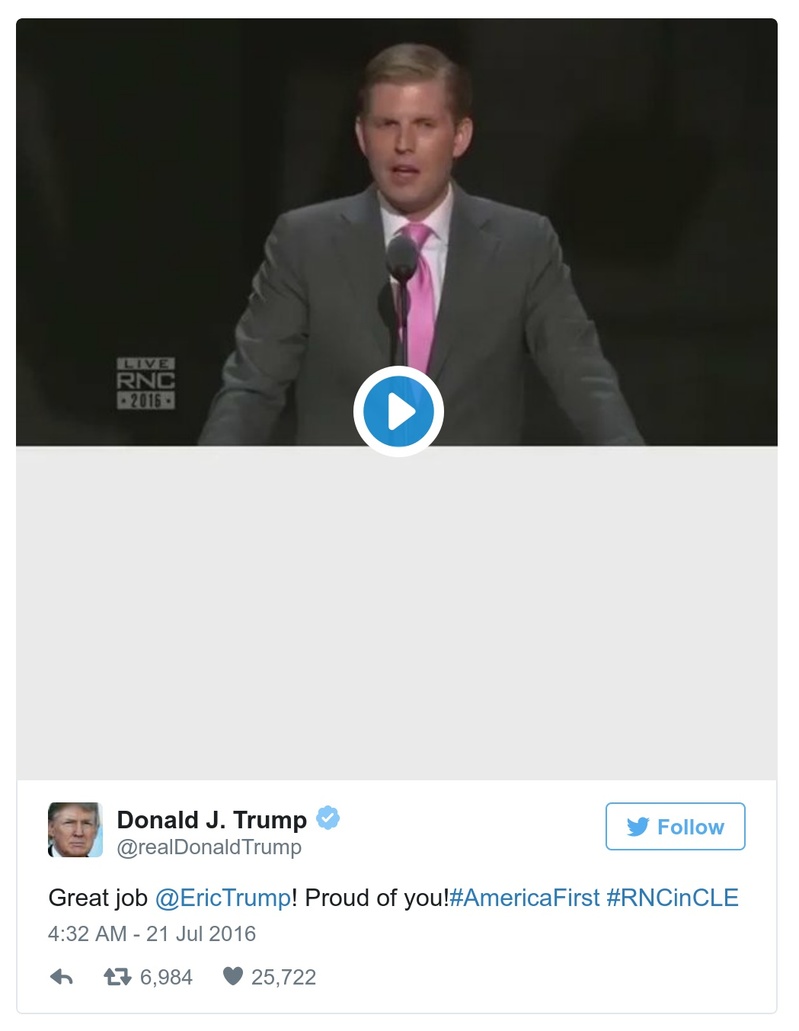 LIVE
RNC
2016
Donald J. Trump
@realDonaldTrump
Follow
Great job @EricTrump! Proud of you!#AmericaFirst #RNCinCLE
4:32 AM - 21 Jul 2016
6,984 25,722